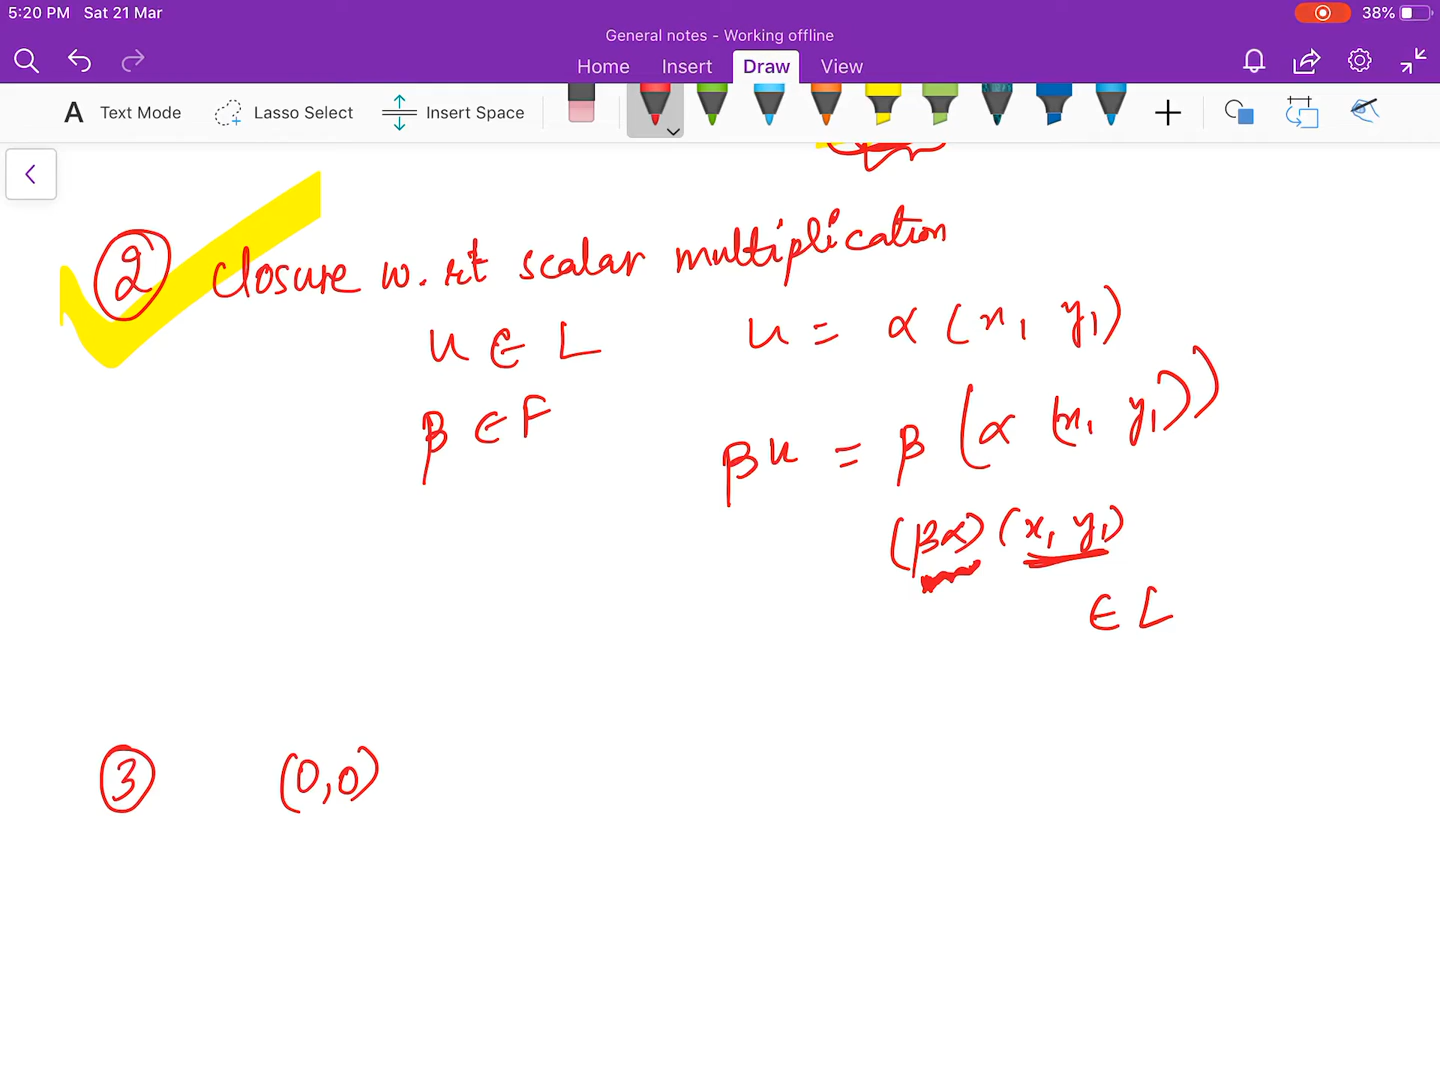 5:20 PM Sat 21 Mar 38%
General notes - Working offline
Home Insert Draw View
A Text Mode Lasso Select Insert Space
② Closure w.rt scalar multiplication
u ∈ L u = α (x1 y1)
β ∈ F βu = β (α (x1 y1))
(βα) (x1 y1)
∈ L
③ (0,0)